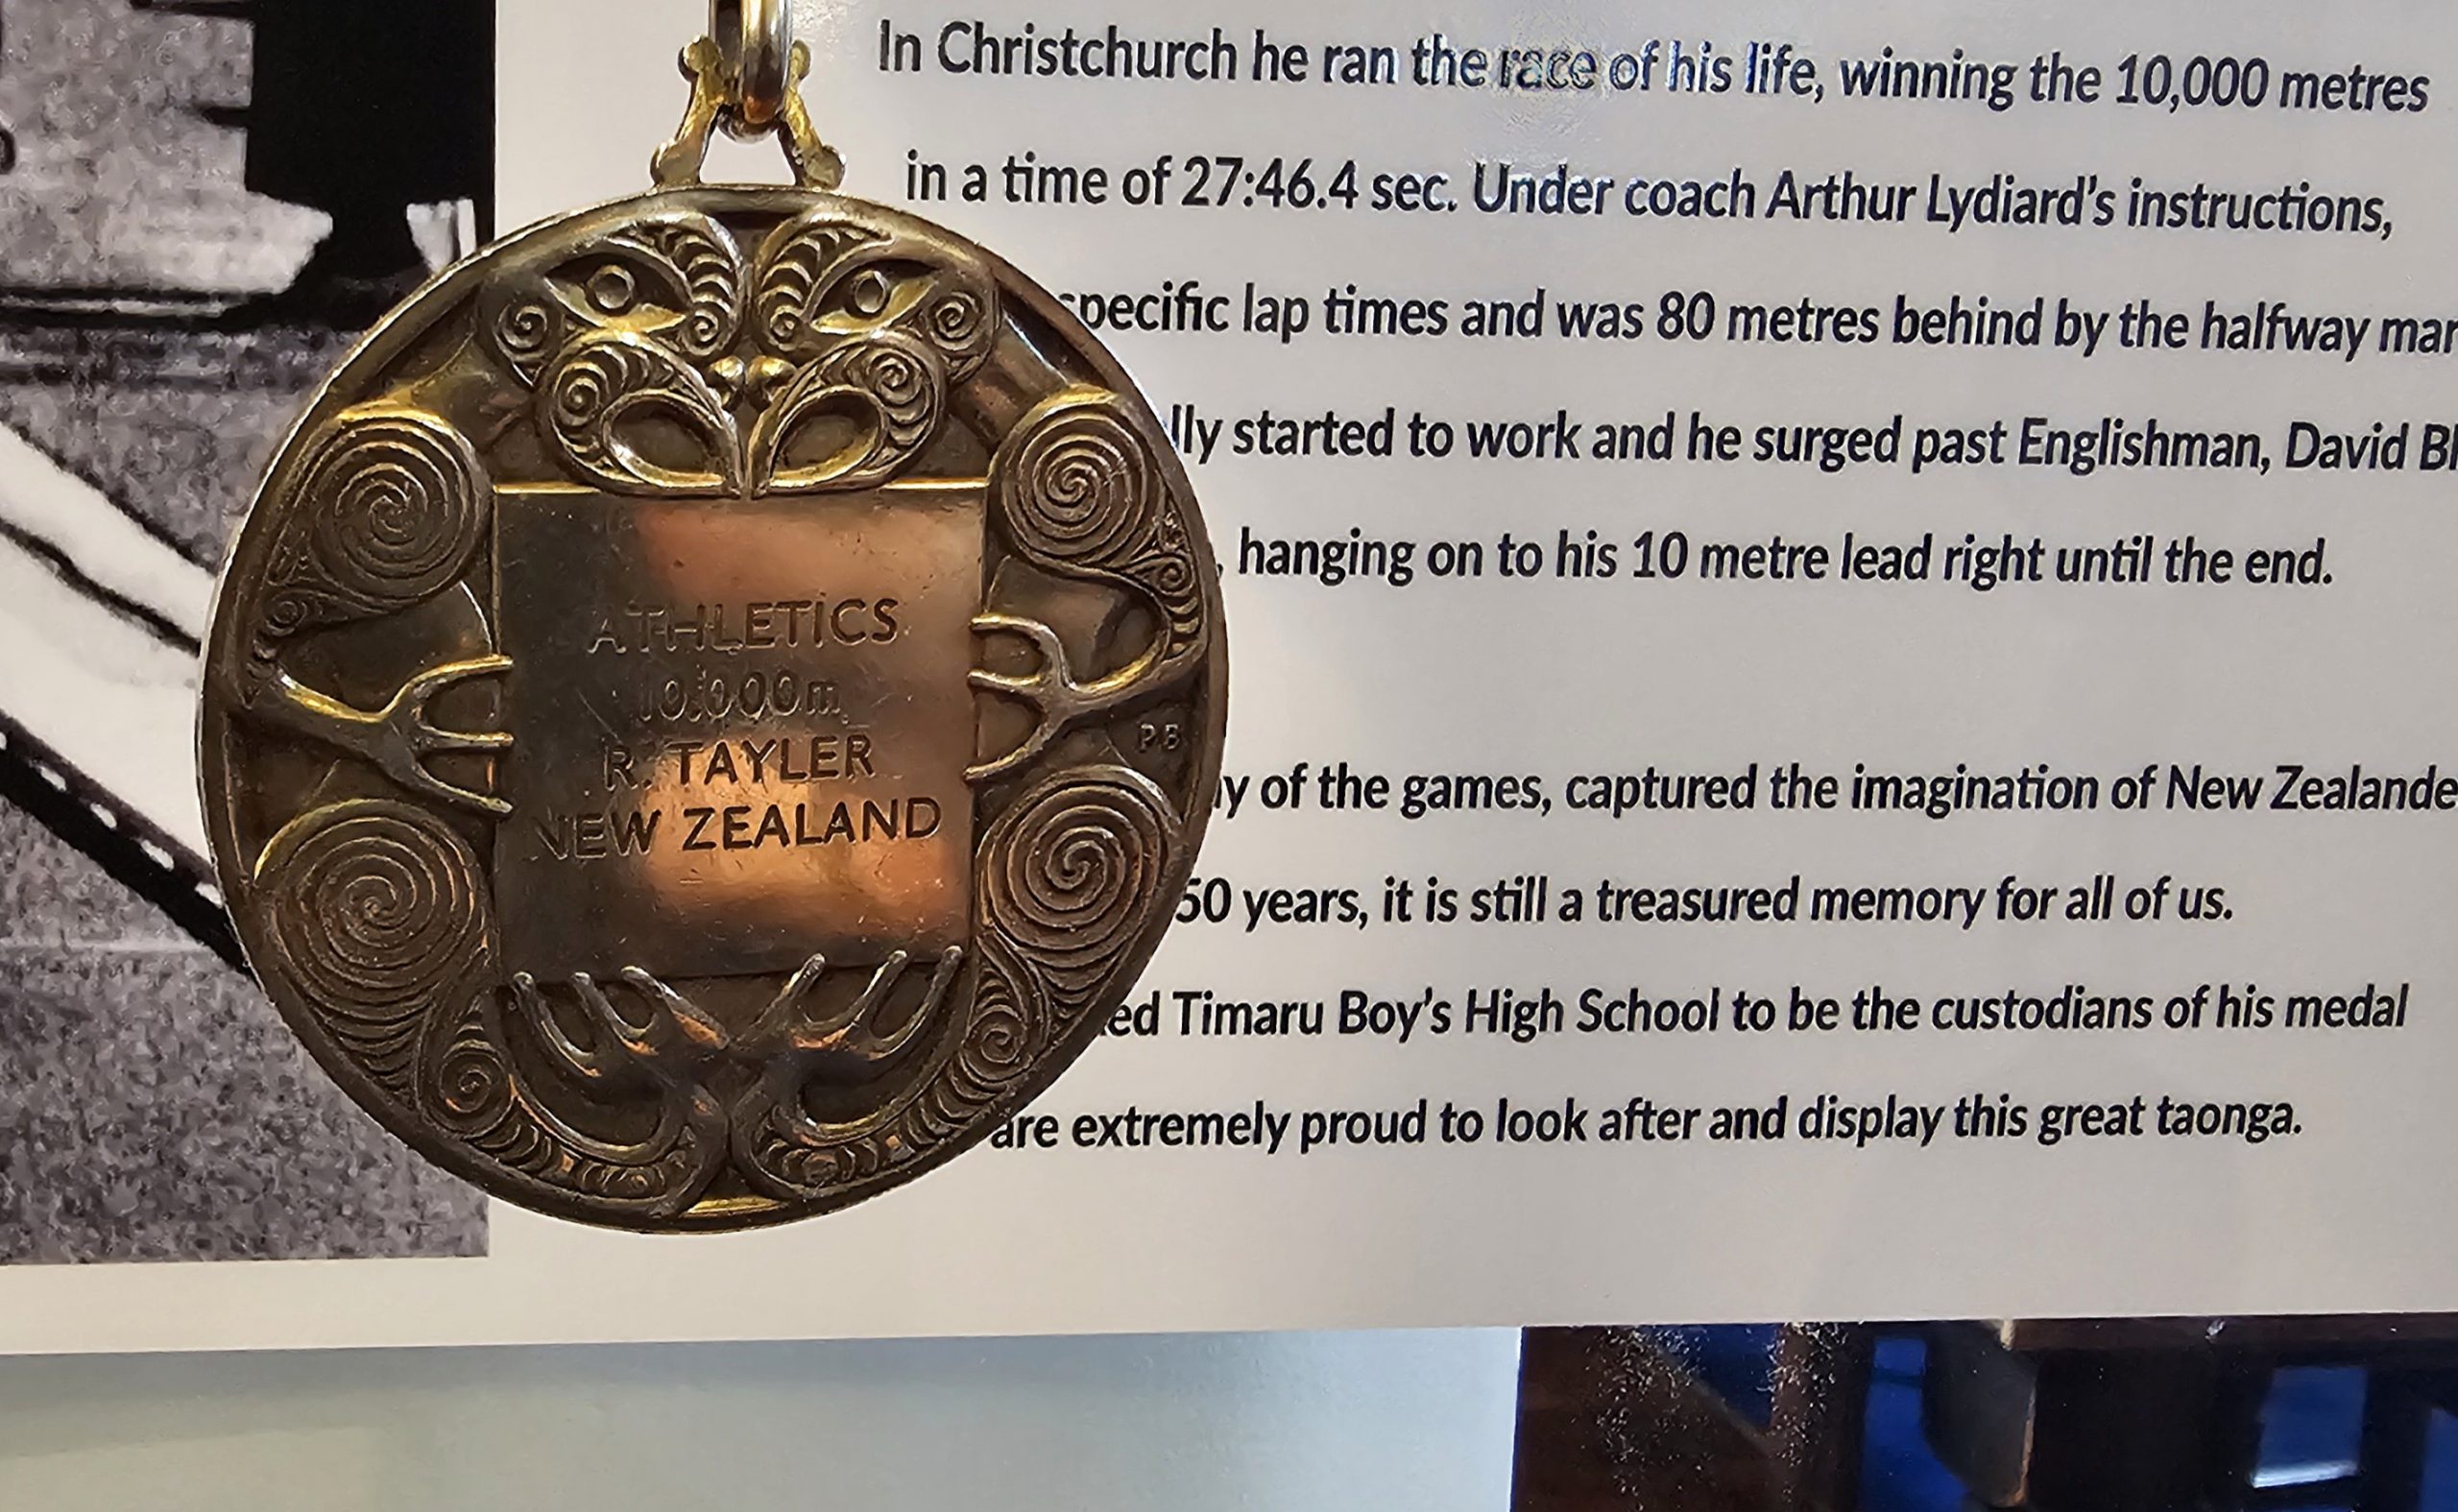 In Christchurch he ran the race of his life, winning the 10,000 metres
in a time of 27:46.4 sec. Under coach Arthur Lydiard's instructions,
specific lap times and was 80 metres behind by the halfway
started to work and he surged past Englishman, David
hanging on to his 10 metre lead right until the end.
of the games, captured the imagination of New
50 years, it is still a treasured memory for all of us.
Timaru Boy's High School to be the custodians of his medal
are extremely proud to look after and display this great taonga.
ATHLETICS
10,000m
R. TAYLER
NEW ZEALAND
PB